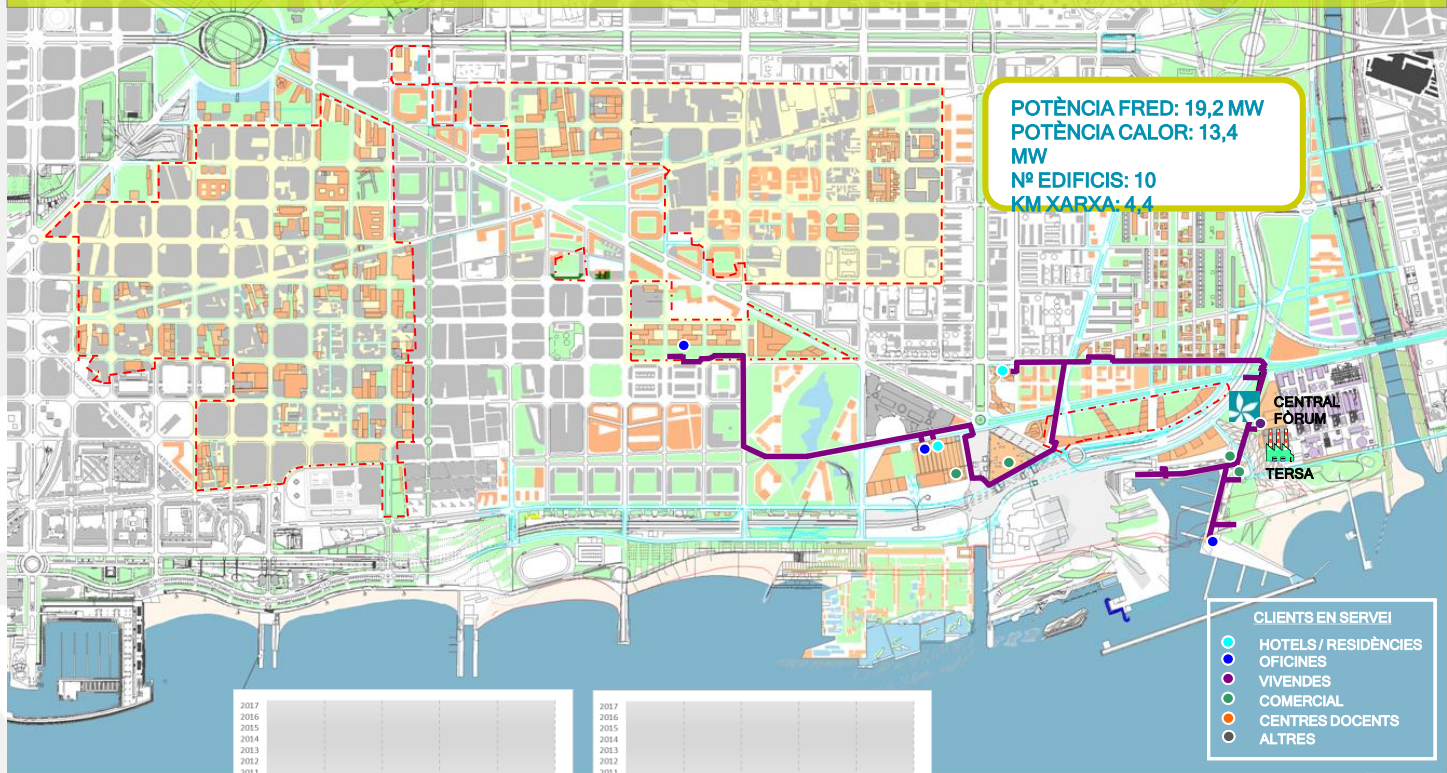 POTÈNCIA FRED: 19,2 MW
POTÈNCIA CALOR: 13,4
MW
Nº EDIFICIS: 10
KM XARXA: 4,4
CENTRAL
FÒRUM
TERSA
CLIENTS EN SERVEI
HOTELS / RESIDÈNCIES
OFICINES
VIVENDES
COMERCIAL
CENTRES DOCENTS
ALTRES
2017
2016
2015
2014
2013
2012
2011
2017
2016
2015
2014
2013
2012
2011